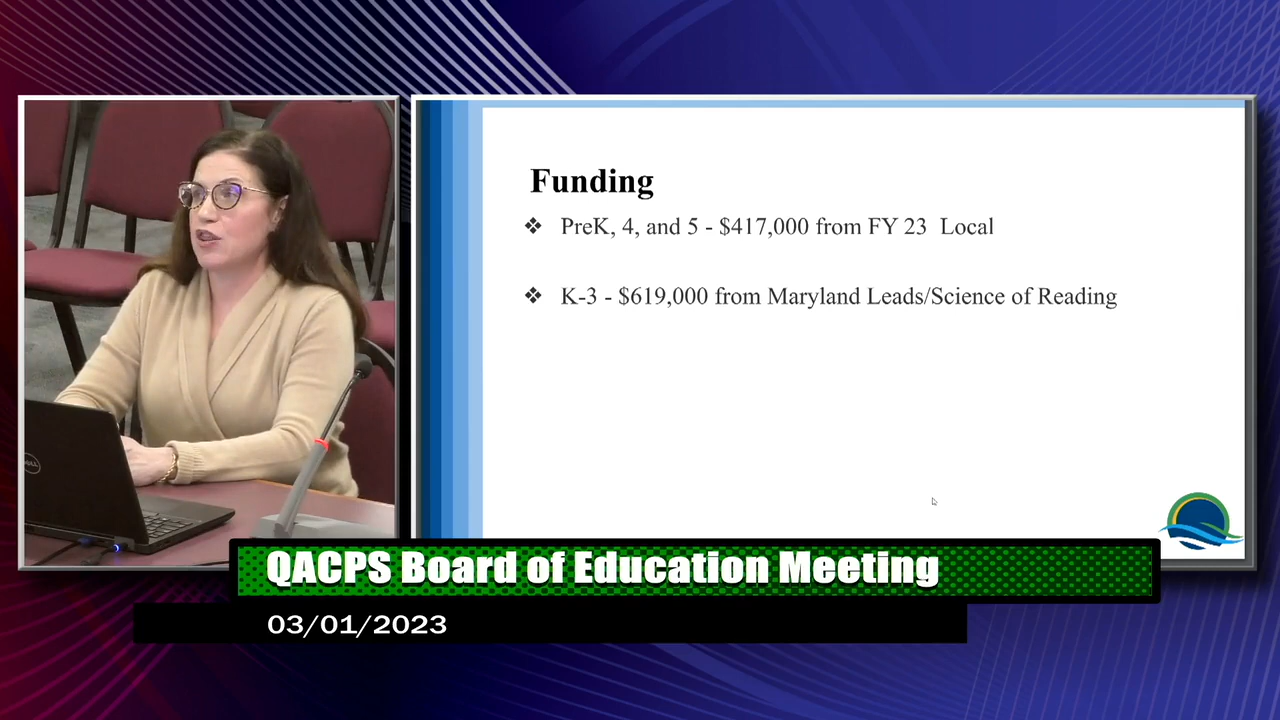 Funding
❖ PreK, 4, and 5 - $417,000 from FY 23 Local
❖ K-3 - $619,000 from Maryland Leads/Science of Reading
DELL
QACPS Board of Education Meeting
03/01/2023